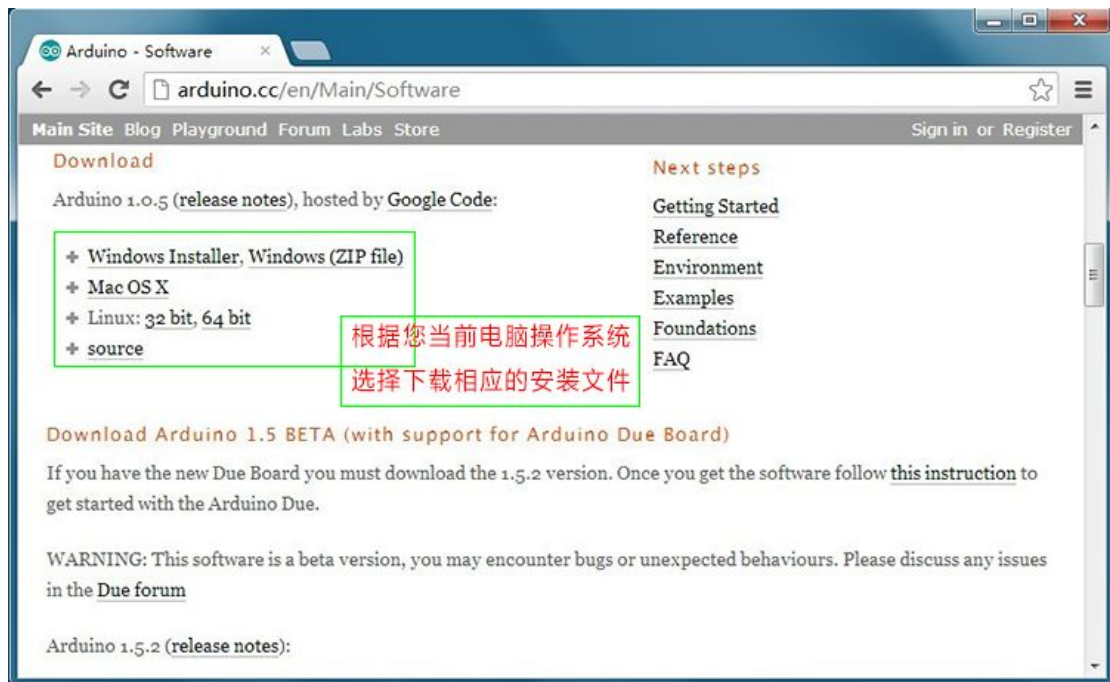 Arduino - Software
arduino.cc/en/Main/Software
Main Site Blog Playground Forum Labs Store
Sign in or Register
Download
Arduino 1.0.5 (release notes), hosted by Google Code:
Windows Installer, Windows (ZIP file)
Mac OS X
Linux: 32 bit, 64 bit
source
根据您当前电脑操作系统
选择下载相应的安装文件
Next steps
Getting Started
Reference
Environment
Examples
Foundations
FAQ
Download Arduino 1.5 BETA (with support for Arduino Due Board)
If you have the new Due Board you must download the 1.5.2 version. Once you get the software follow this instruction to
get started with the Arduino Due.
WARNING: This software is a beta version, you may encounter bugs or unexpected behaviours. Please discuss any issues
in the Due forum
Arduino 1.5.2 (release notes):